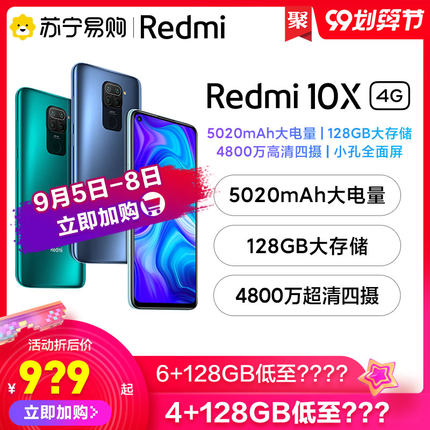 苏宁易购 Redmi
聚 99划算节
Redmi 10X 4G
5020mAh大电量 | 128GB大存储
4800万高清四摄 | 小孔全面屏
9月5日-8日
立即加购
5020mAh大电量
128GB大存储
4800万超清四摄
Redmi
活动折后价
¥9?9起
立即加购
6+128GB低至????
4+128GB低至???